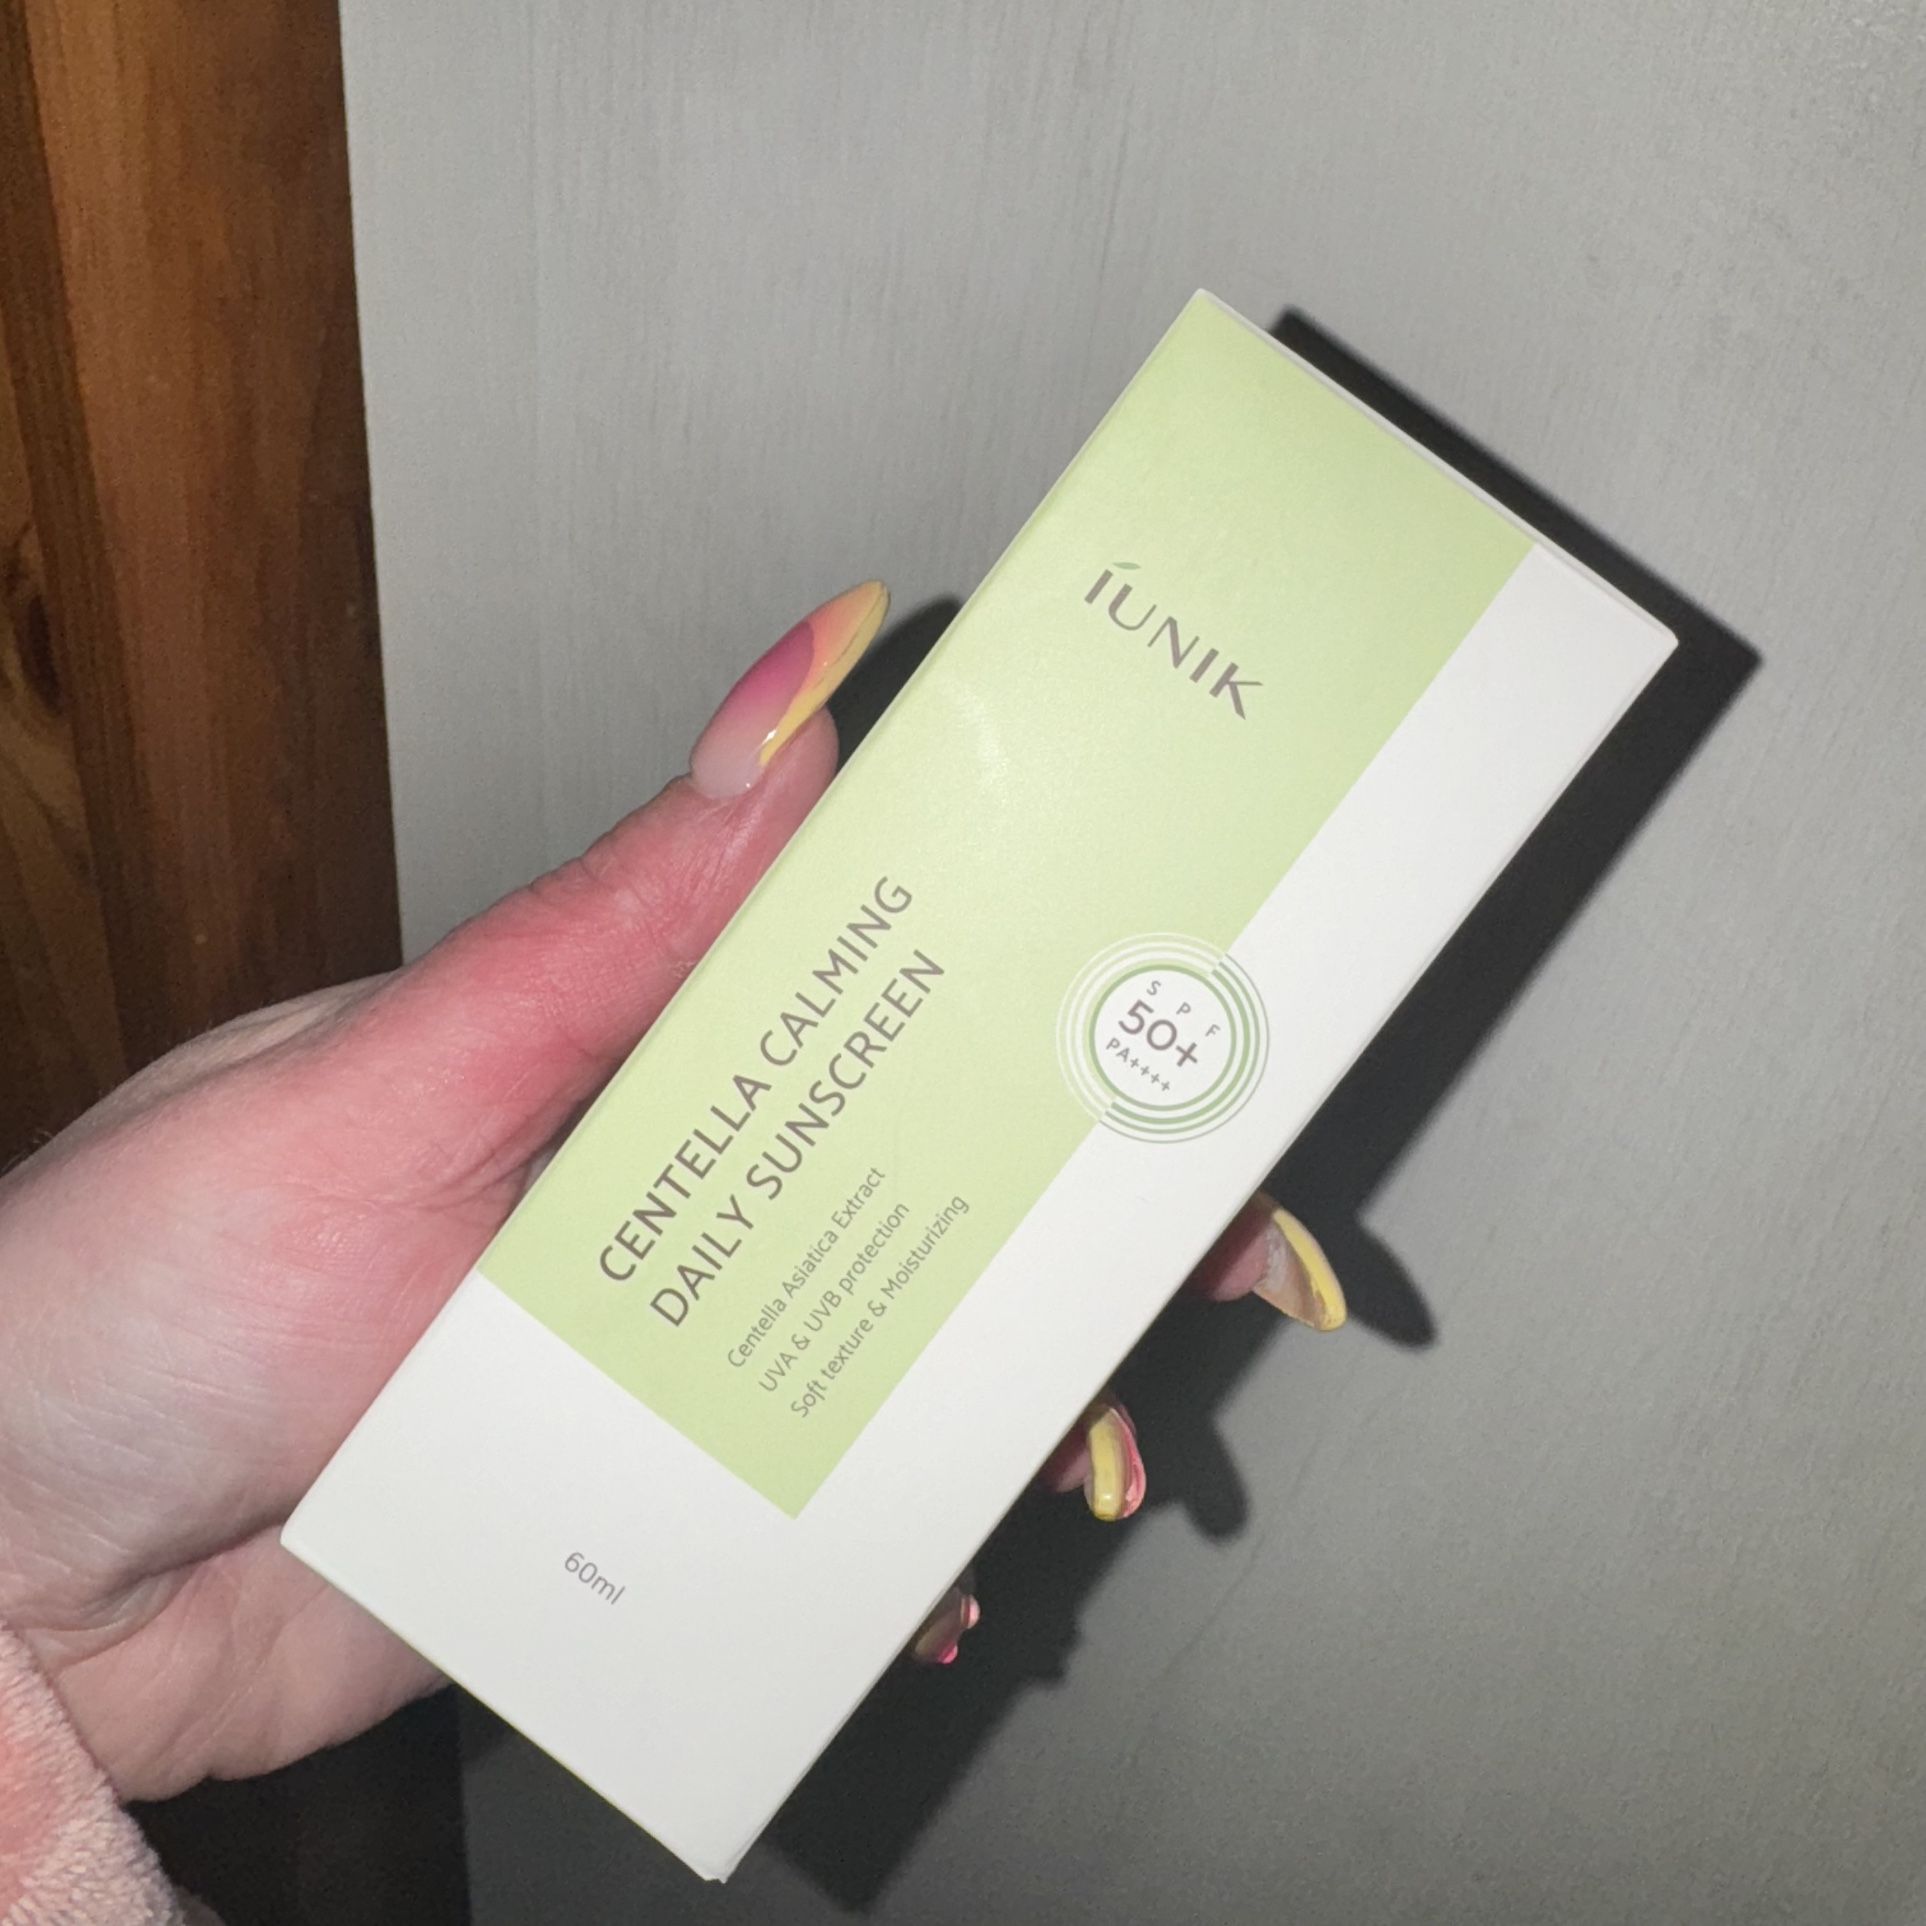 IUNIK
CENTELLA CALMING
DAILY SUNSCREEN
Centella Asiatica Extract
UVA & UVB protection
Soft texture & Moisturizing
SPF
50+
PA++++
60ml